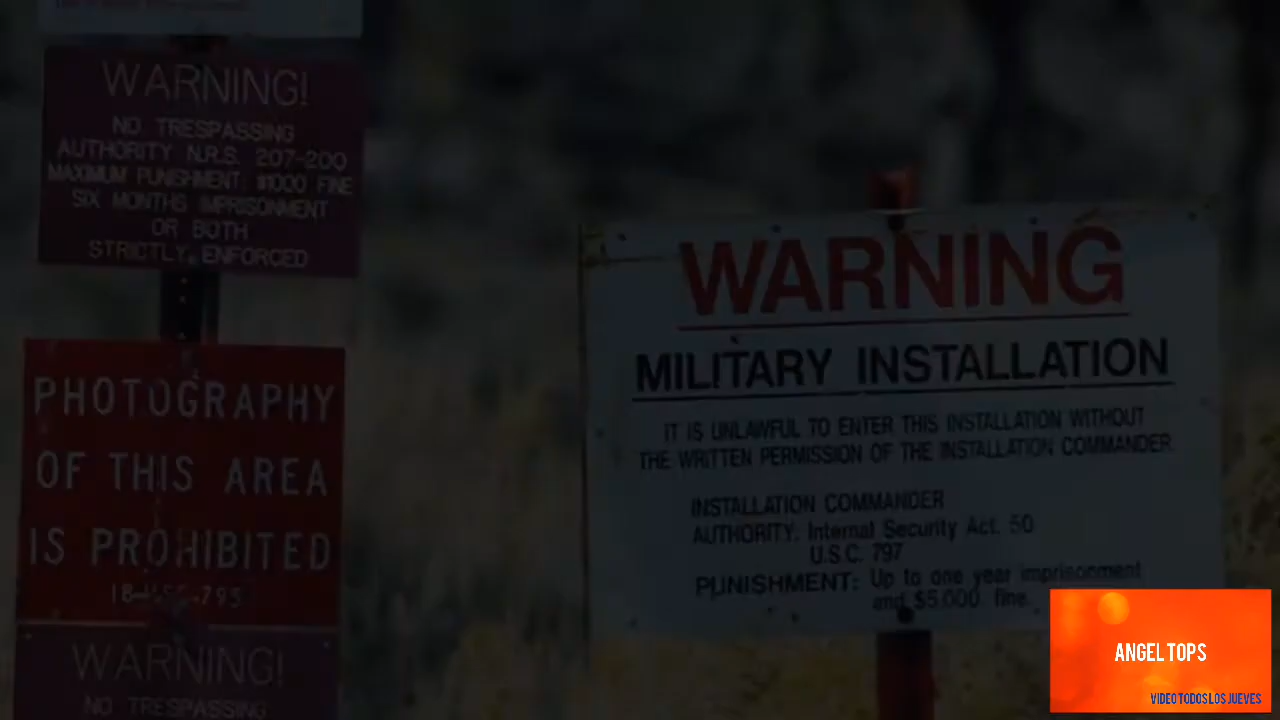 WARNING!
NO TRESPASSING
AUTHORITY N.R.S. 207-200
MAXIMUM PUNISHMENT: $1000 FINE
SIX MONTHS IMPRISONMENT
OR BOTH
STRICTLY ENFORCED
PHOTOGRAPHY
OF THIS AREA
IS PROHIBITED
18 USC. 795
WARNING!
NO TRESPASSING
WARNING
MILITARY INSTALLATION
IT IS UNLAWFUL TO ENTER THIS INSTALLATION WITHOUT
THE WRITTEN PERMISSION OF THE INSTALLATION COMMANDER
INSTALLATION COMMANDER
AUTHORITY: Internal Security Act. 50
U.S.C. 797
PUNISHMENT: Up to one year imprisonment
and $5.000. fine.
ANGEL TOPS
VIDEO TODOS LOS JUEVES